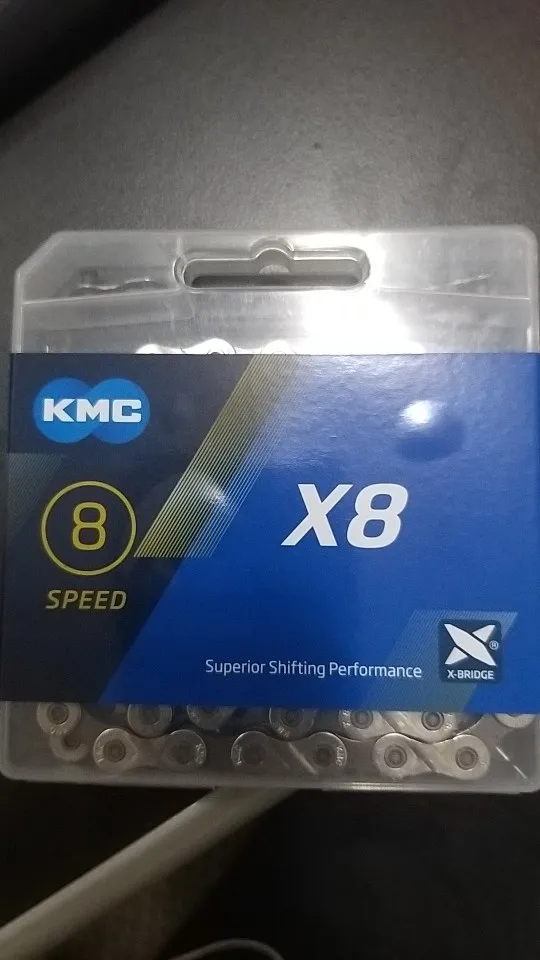 KMC
8
SPEED
X8
Superior Shifting Performance
®
X-BRIDGE